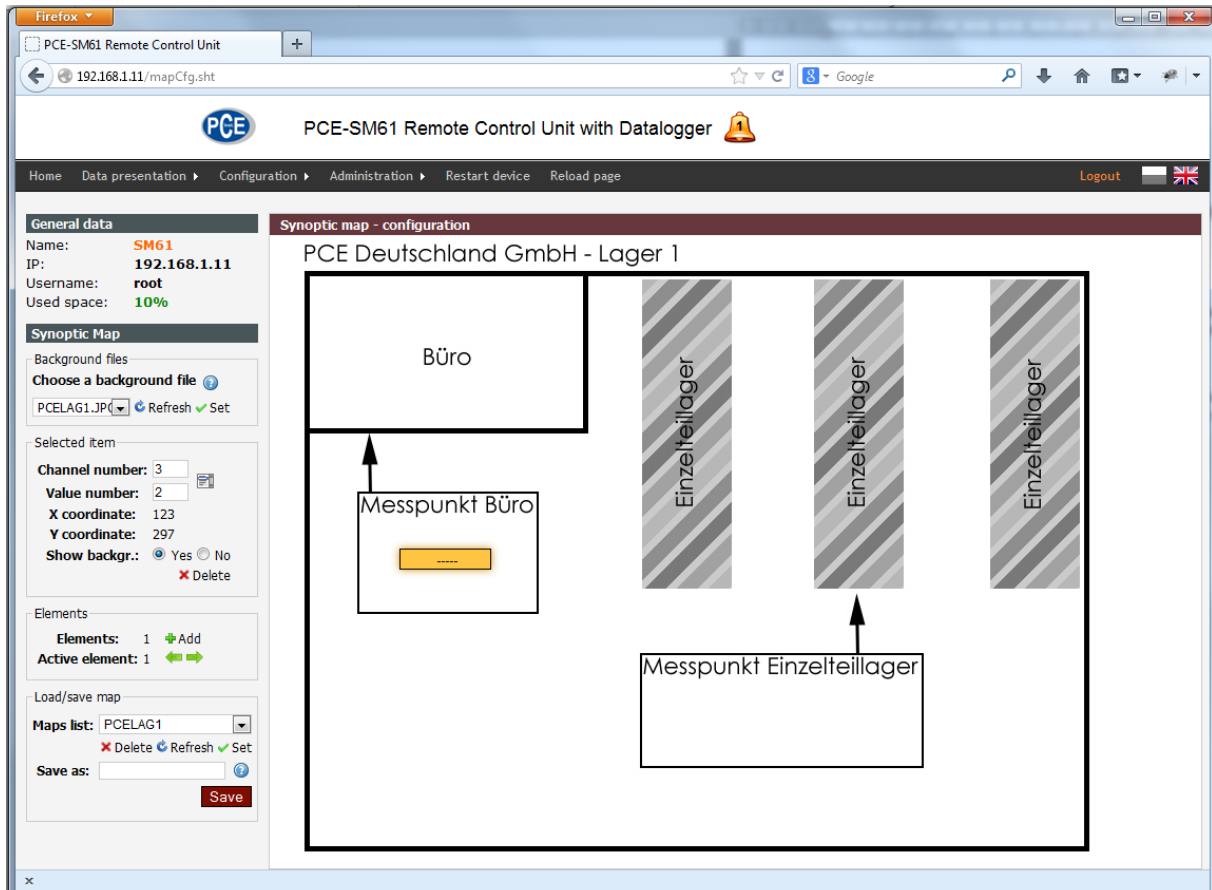 Firefox
PCE-SM61 Remote Control Unit
192.168.1.11/mapCfg.sht
8 Google
PCE PCE-SM61 Remote Control Unit with Datalogger 1
Home Data presentation Configuration Administration Restart device Reload page Logout
General data
Name: SM61
IP: 192.168.1.11
Username: root
Used space: 10%
Synoptic Map
Background files
Choose a background file ?
PCELAG1.JP Refresh Set
Selected item
Channel number: 3
Value number: 2
X coordinate: 123
Y coordinate: 297
Show backgr.: Yes No
Delete
Elements
Elements: 1 Add
Active element: 1
Load/save map
Maps list: PCELAG1
Delete Refresh Set
Save as: ?
Save
Synoptic map - configuration
PCE Deutschland GmbH - Lager 1
Büro
Einzelteillager
Einzelteillager
Einzelteillager
Messpunkt Büro
-----
Messpunkt Einzelteillager
x